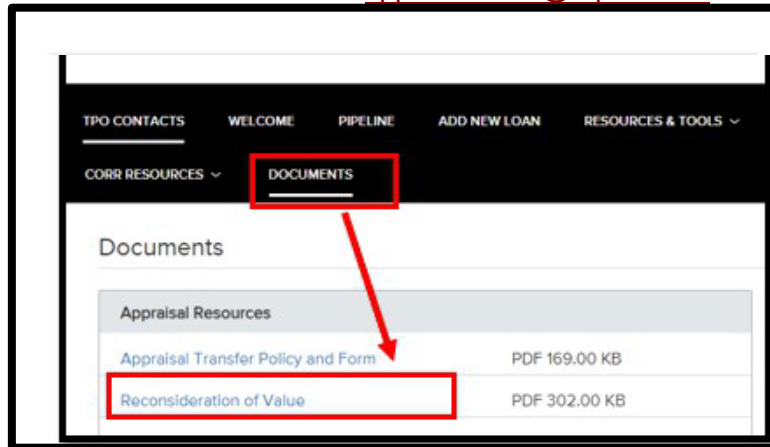 TPO CONTACTS WELCOME PIPELINE ADD NEW LOAN RESOURCES & TOOLS
CORR RESOURCES DOCUMENTS
Documents
Appraisal Resources
Appraisal Transfer Policy and Form PDF 169.00 KB
Reconsideration of Value PDF 302.00 KB